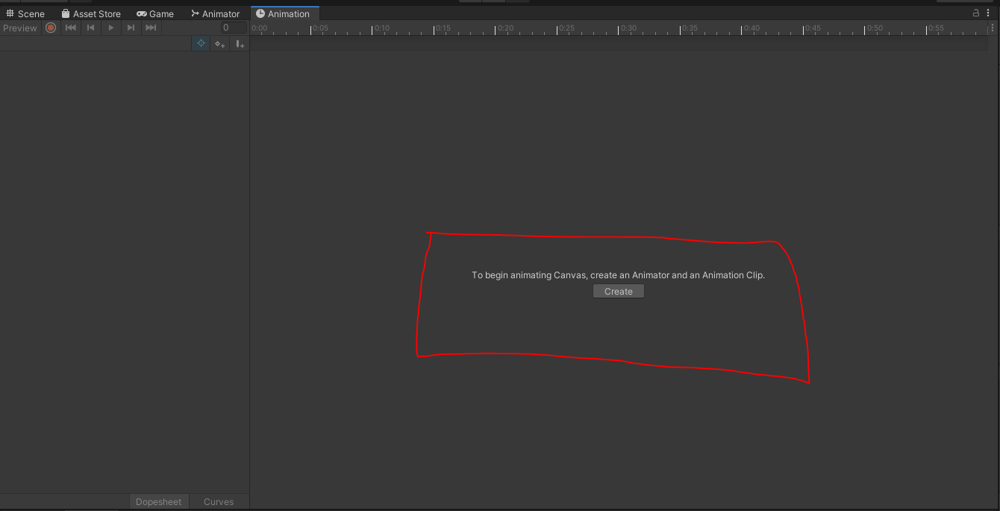 Scene Asset Store Game Animator Animation
Preview 0 0:00 0:05 0:10 0:15 0:20 0:25 0:30 0:35 0:40 0:45 0:50 0:55
To begin animating Canvas, create an Animator and an Animation Clip.
Create
Dopesheet Curves